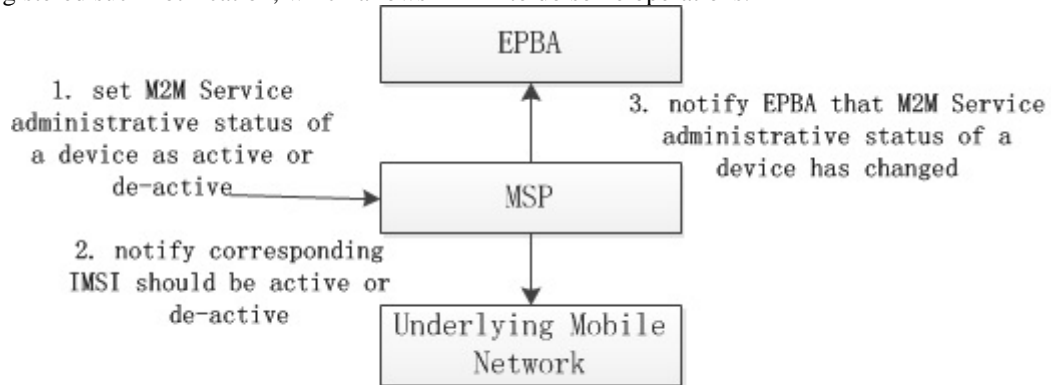 EPBA
1. set M2M Service
administrative status of
a device as active or
de-active
3. notify EPBA that M2M Service
administrative status of a
device has changed
MSP
2. notify corresponding
IMSI should be active or
de-active
Underlying Mobile
Network